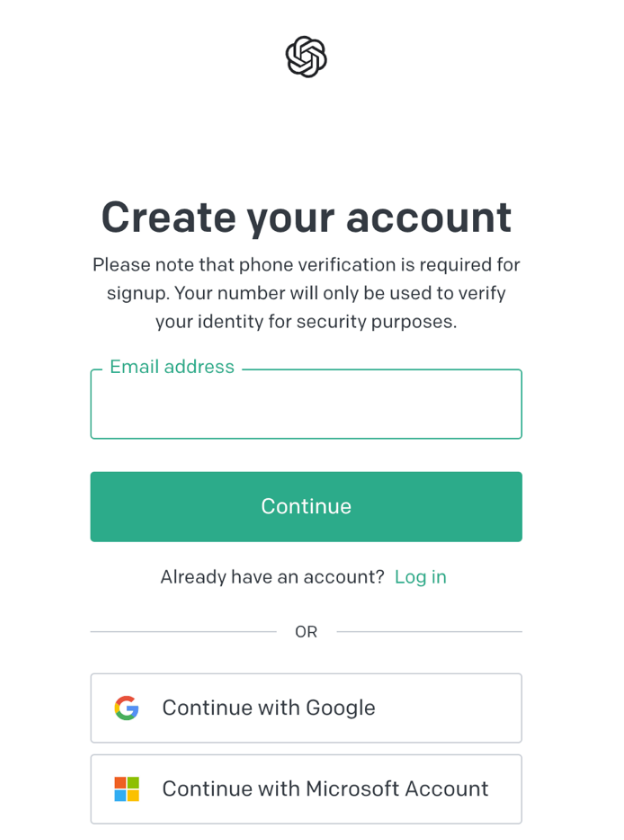 Create your account
Please note that phone verification is required for
signup. Your number will only be used to verify
your identity for security purposes.
Email address
Continue
Already have an account? Log in
OR
Continue with Google
Continue with Microsoft Account